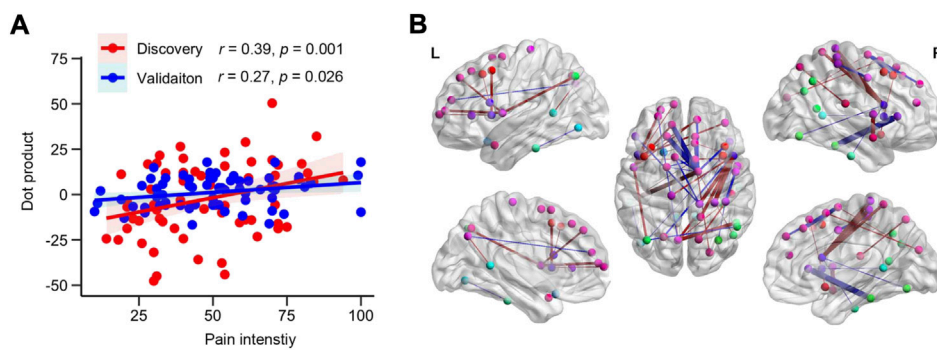 A
Discovery r = 0.39, p = 0.001
Validaiton r = 0.27, p = 0.026
75
50
25
0
-25
-50
Dot product
25
50
75
100
Pain intenstiy
B
L